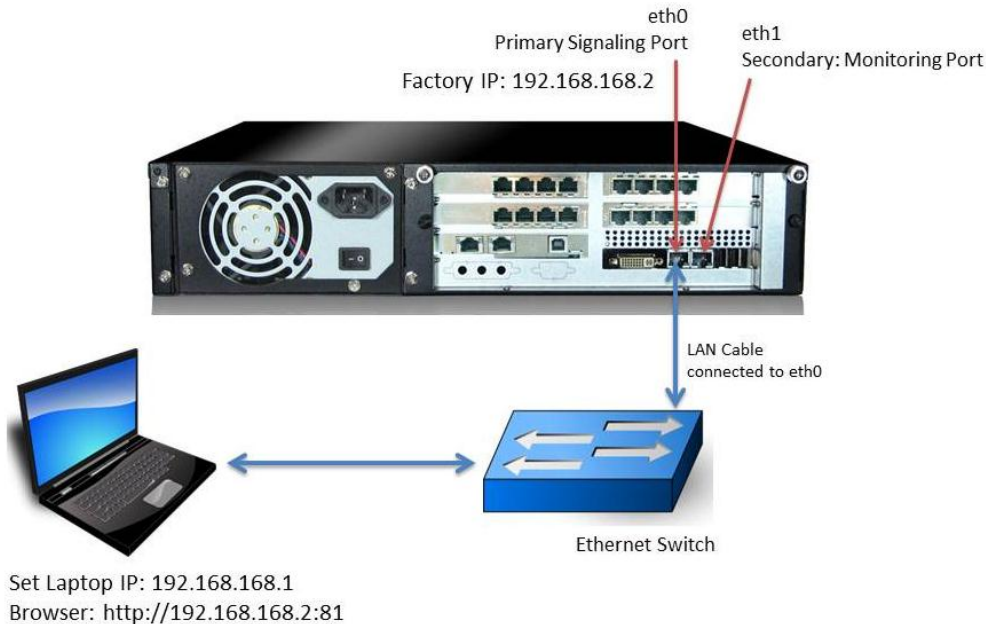 eth0
Primary Signaling Port
eth1
Secondary: Monitoring Port
Factory IP: 192.168.168.2
LAN Cable
connected to eth0
Ethernet Switch
Set Laptop IP: 192.168.168.1
Browser: http://192.168.168.2:81